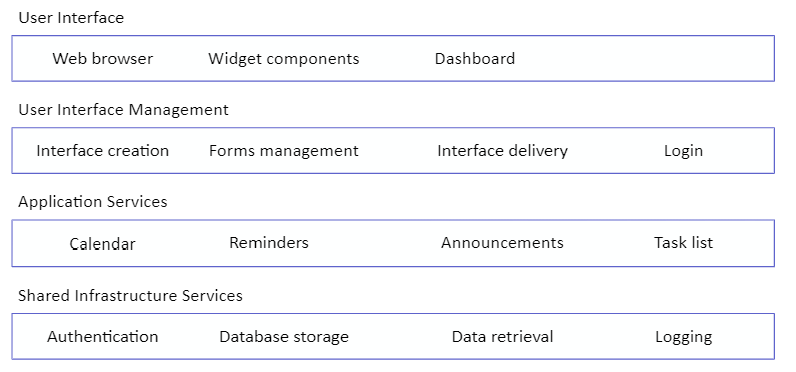 User Interface
Web browser Widget components Dashboard
User Interface Management
Interface creation Forms management Interface delivery Login
Application Services
Calendar Reminders Announcements Task list
Shared Infrastructure Services
Authentication Database storage Data retrieval Logging